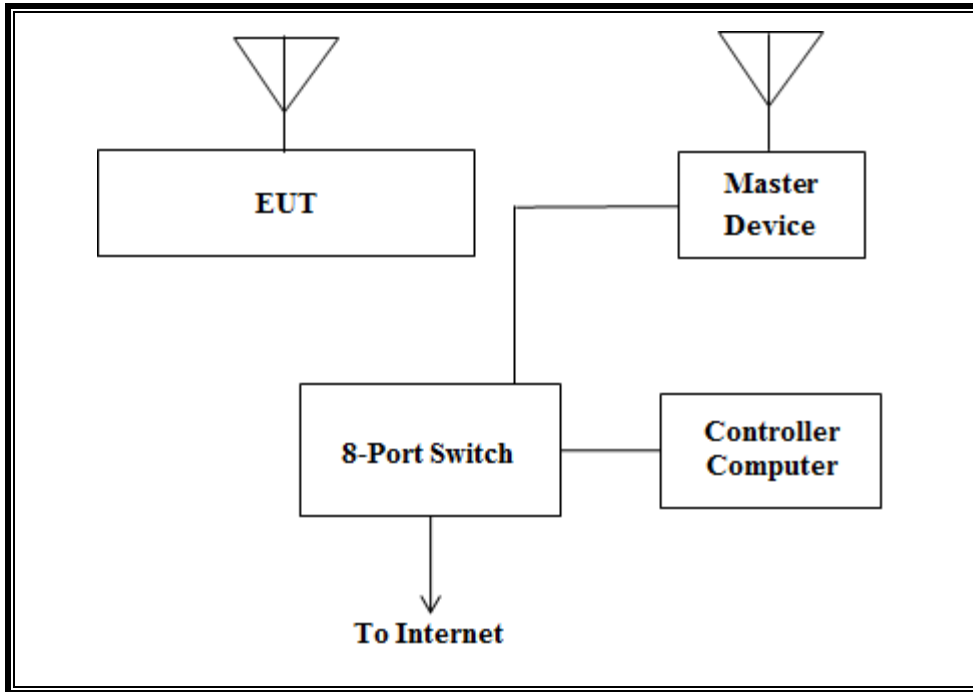 EUT
Master
Device
8-Port Switch
Controller
Computer
To Internet